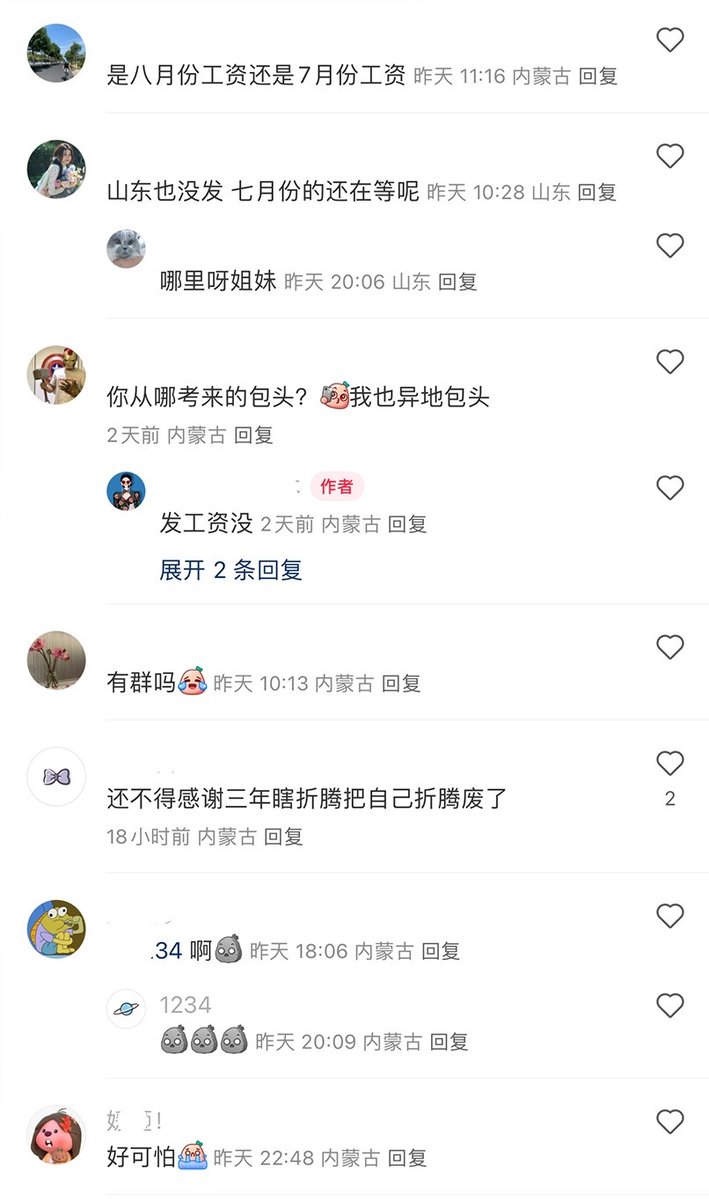 是八月份工资还是7月份工资 昨天 11:16 内蒙古 回复
山东也没发 七月份的还在等呢 昨天 10:28 山东 回复
哪里呀姐妹 昨天 20:06 山东 回复
你从哪考来的包头？我也异地包头
2天前 内蒙古 回复
作者
发工资没 2天前 内蒙古 回复
展开 2 条回复
有群吗 昨天 10:13 内蒙古 回复
还不得感谢三年瞎折腾把自己折腾废了
2
18小时前 内蒙古 回复
.34 啊 昨天 18:06 内蒙古 回复
1234
昨天 20:09 内蒙古 回复
好可怕 昨天 22:48 内蒙古 回复